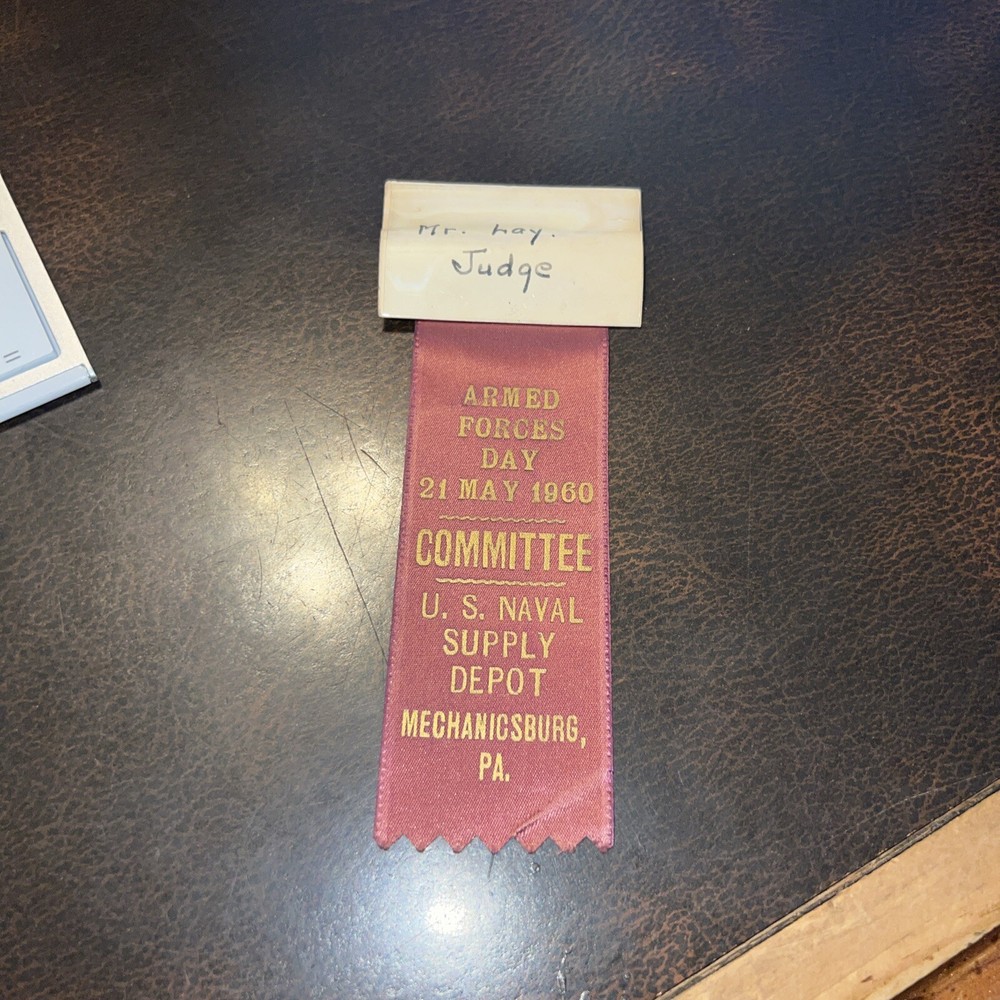 Mr. Lay.
Judge
ARMED
FORCES
DAY
21 MAY 1960
COMMITTEE
U. S. NAVAL
SUPPLY
DEPOT
MECHANICSBURG,
PA.